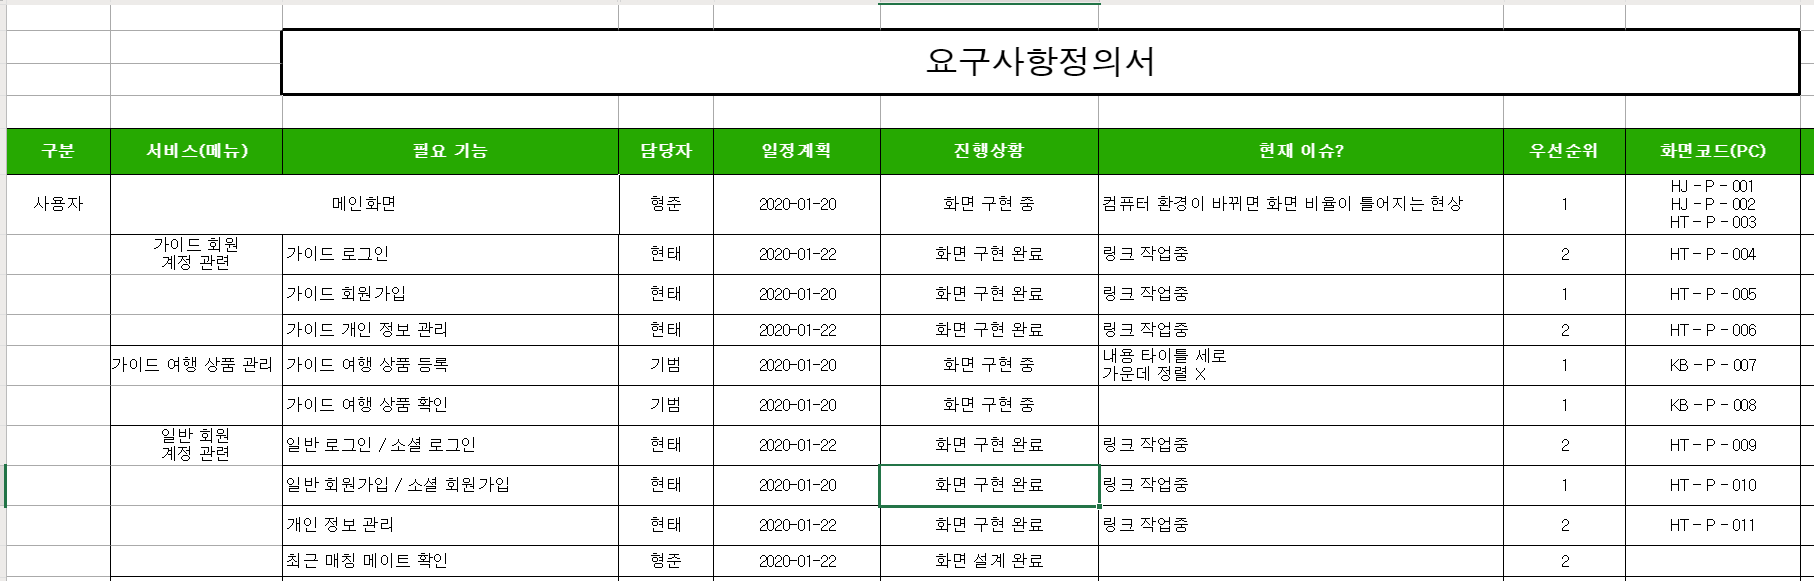 요구사항정의서
구분 서비스(메뉴) 필요 기능 담당자 일정계획 진행상황 현재 이슈? 우선순위 화면코드(PC)
사용자 메인화면 형준 2020-01-20 화면 구현 중 컴퓨터 환경이 바뀌면 화면 비율이 틀어지는 현상 1 HJ - P - 001
HJ - P - 002
HT - P - 003
가이드 회원
계정 관련 가이드 로그인 현태 2020-01-22 화면 구현 완료 링크 작업중 2 HT - P - 004
가이드 회원가입 현태 2020-01-20 화면 구현 완료 링크 작업중 1 HT - P - 005
가이드 개인 정보 관리 현태 2020-01-22 화면 구현 완료 링크 작업중 2 HT - P - 006
가이드 여행 상품 관리 가이드 여행 상품 등록 기범 2020-01-20 화면 구현 중 내용 타이틀 세로
가운데 정렬 X 1 KB - P - 007
가이드 여행 상품 확인 기범 2020-01-20 화면 구현 중 1 KB - P - 008
일반 회원
계정 관련 일반 로그인 / 소셜 로그인 현태 2020-01-22 화면 구현 완료 링크 작업중 2 HT - P - 009
일반 회원가입 / 소셜 회원가입 현태 2020-01-20 화면 구현 완료 링크 작업중 1 HT - P - 010
개인 정보 관리 현태 2020-01-22 화면 구현 완료 링크 작업중 2 HT - P - 011
최근 매칭 메이트 확인 형준 2020-01-22 화면 설계 완료 2